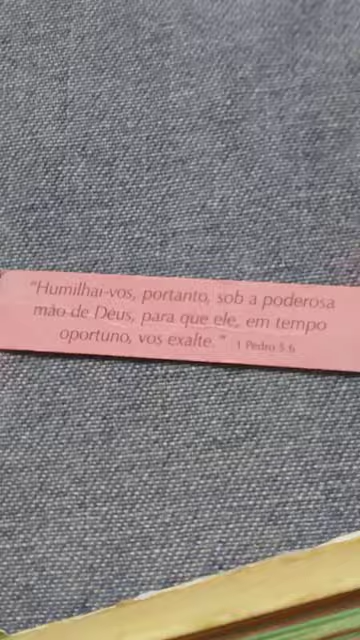 "Humilhai-vos, portanto, sob a poderosa
mão de Deus, para que ele, em tempo
oportuno, vos exalte." 1 Pedro 5.6